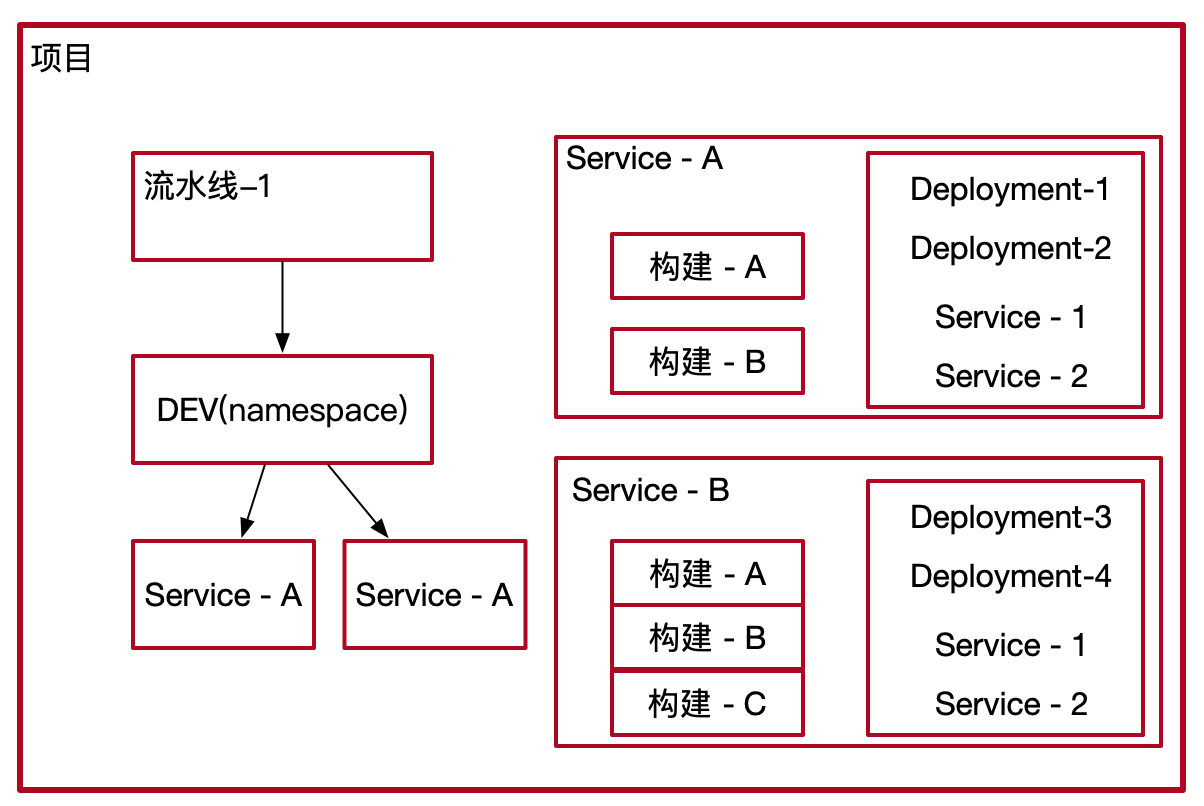 项目
流水线–1
DEV(namespace)
Service - A
Service - A
Service - A
构建 - A
构建 - B
Deployment-1
Deployment-2
Service - 1
Service - 2
Service - B
构建 - A
构建 - B
构建 - C
Deployment-3
Deployment-4
Service - 1
Service - 2